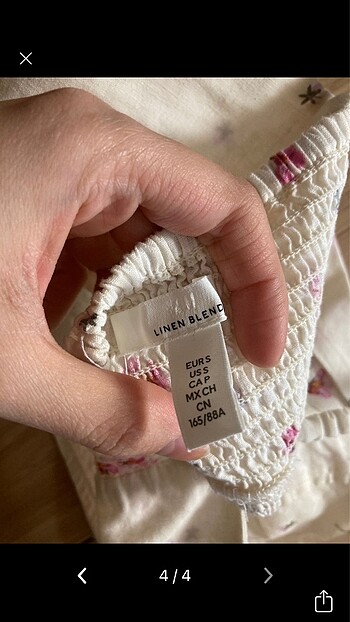 LINEN BLEND
EUR S
US S
CA P
MX CH
CN
165/88A
4 / 4